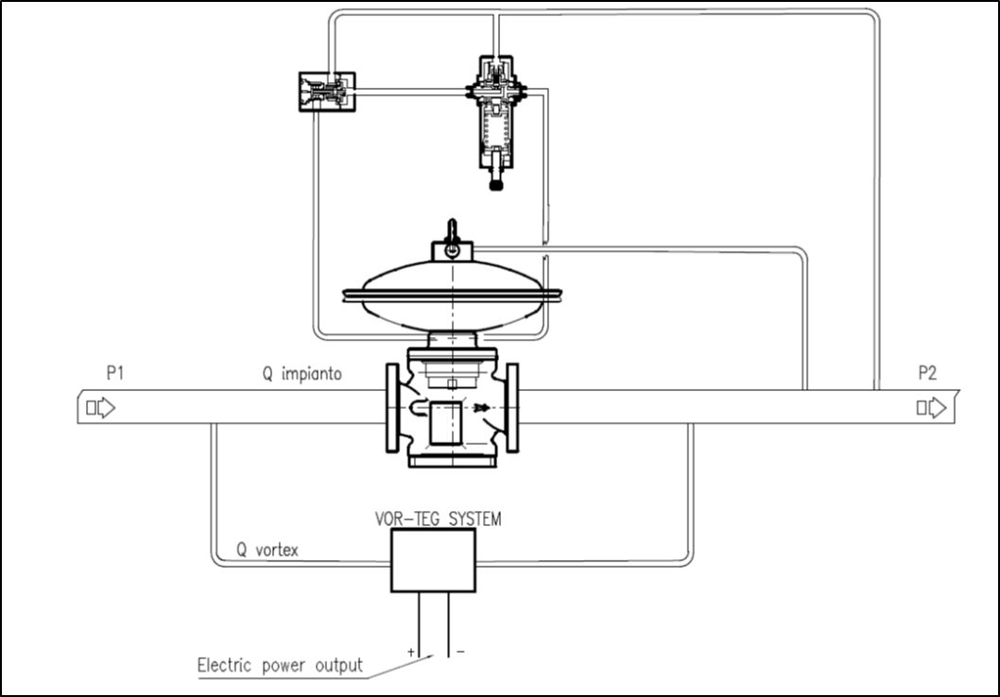 P1
Q impianto
P2
VOR-TEG SYSTEM
Q vortex
+
-
Electric power output